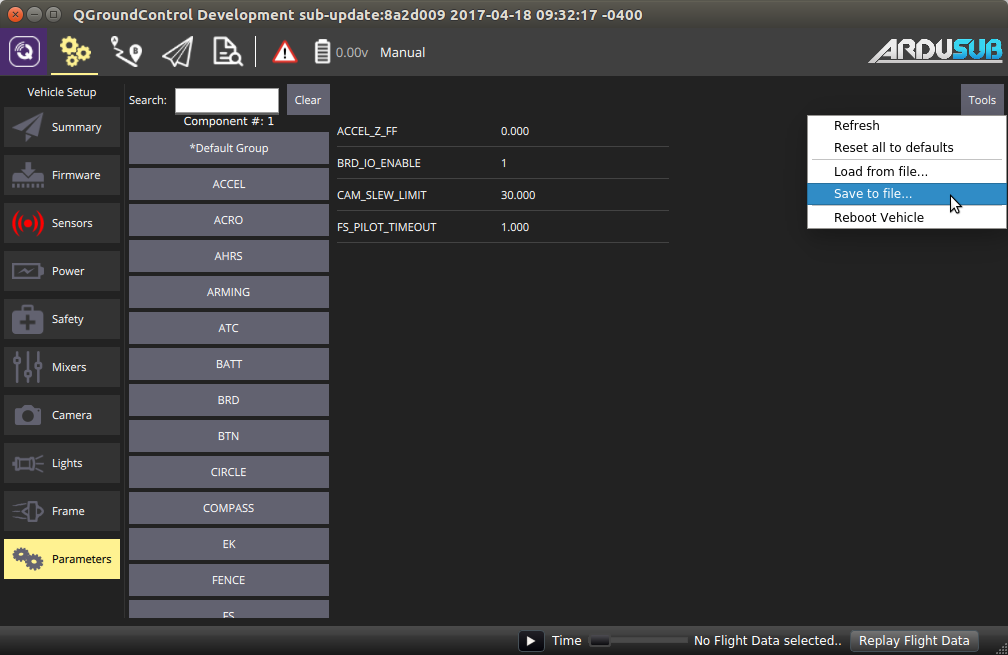 QGroundControl Development sub-update:8a2d009 2017-04-18 09:32:17 -0400
0.00v Manual
ARDUSUB
Vehicle Setup
Summary
Firmware
Sensors
Power
Safety
Mixers
Camera
Lights
Frame
Parameters
Search: Clear
Component #: 1
*Default Group
ACCEL
ACRO
AHRS
ARMING
ATC
BATT
BRD
BTN
CIRCLE
COMPASS
EK
FENCE
FS
ACCEL_Z_FF 0.000
BRD_IO_ENABLE 1
CAM_SLEW_LIMIT 30.000
FS_PILOT_TIMEOUT 1.000
Tools
Refresh
Reset all to defaults
Load from file...
Save to file...
Reboot Vehicle
Time No Flight Data selected.. Replay Flight Data